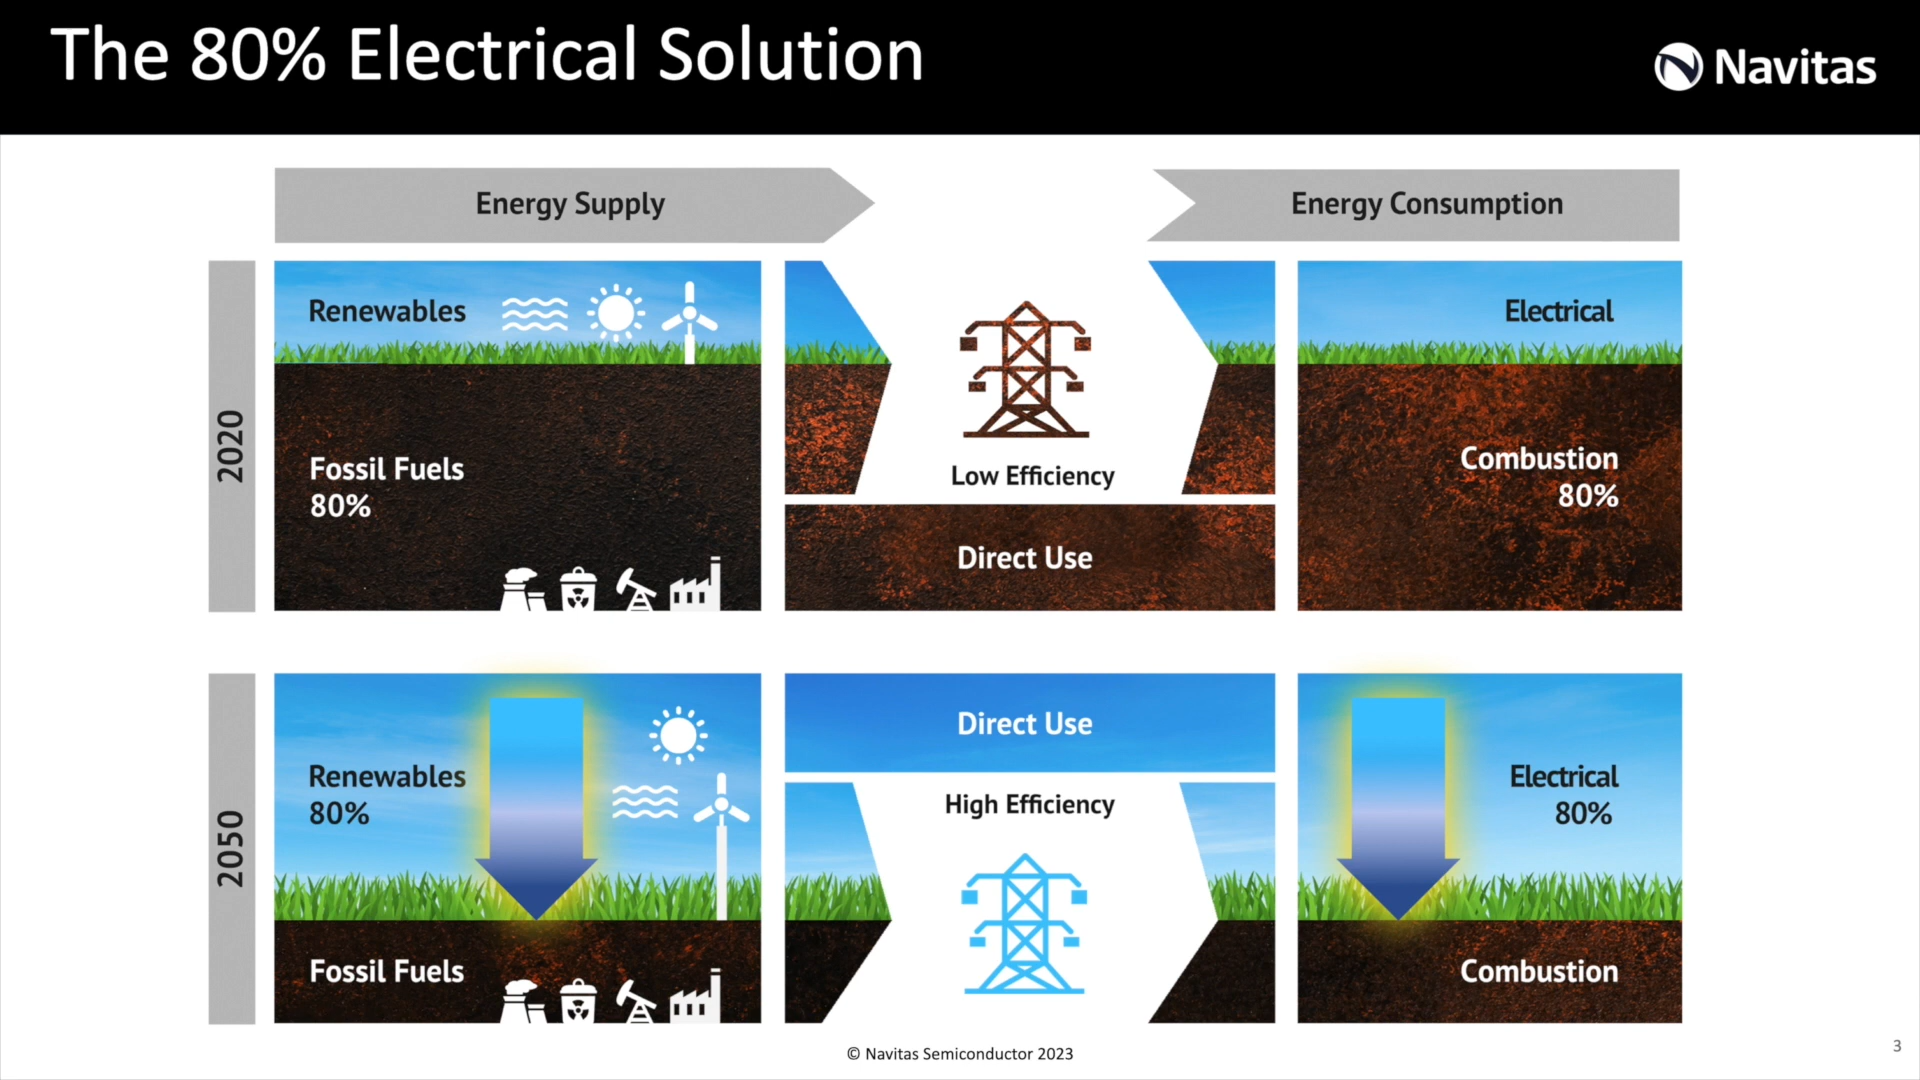 The 80% Electrical Solution
Navitas
Energy Supply
Energy Consumption
2020
Renewables
Fossil Fuels
80%
Low Efficiency
Direct Use
Electrical
Combustion
80%
2050
Renewables
80%
Fossil Fuels
Direct Use
High Efficiency
Electrical
80%
Combustion
© Navitas Semiconductor 2023
3